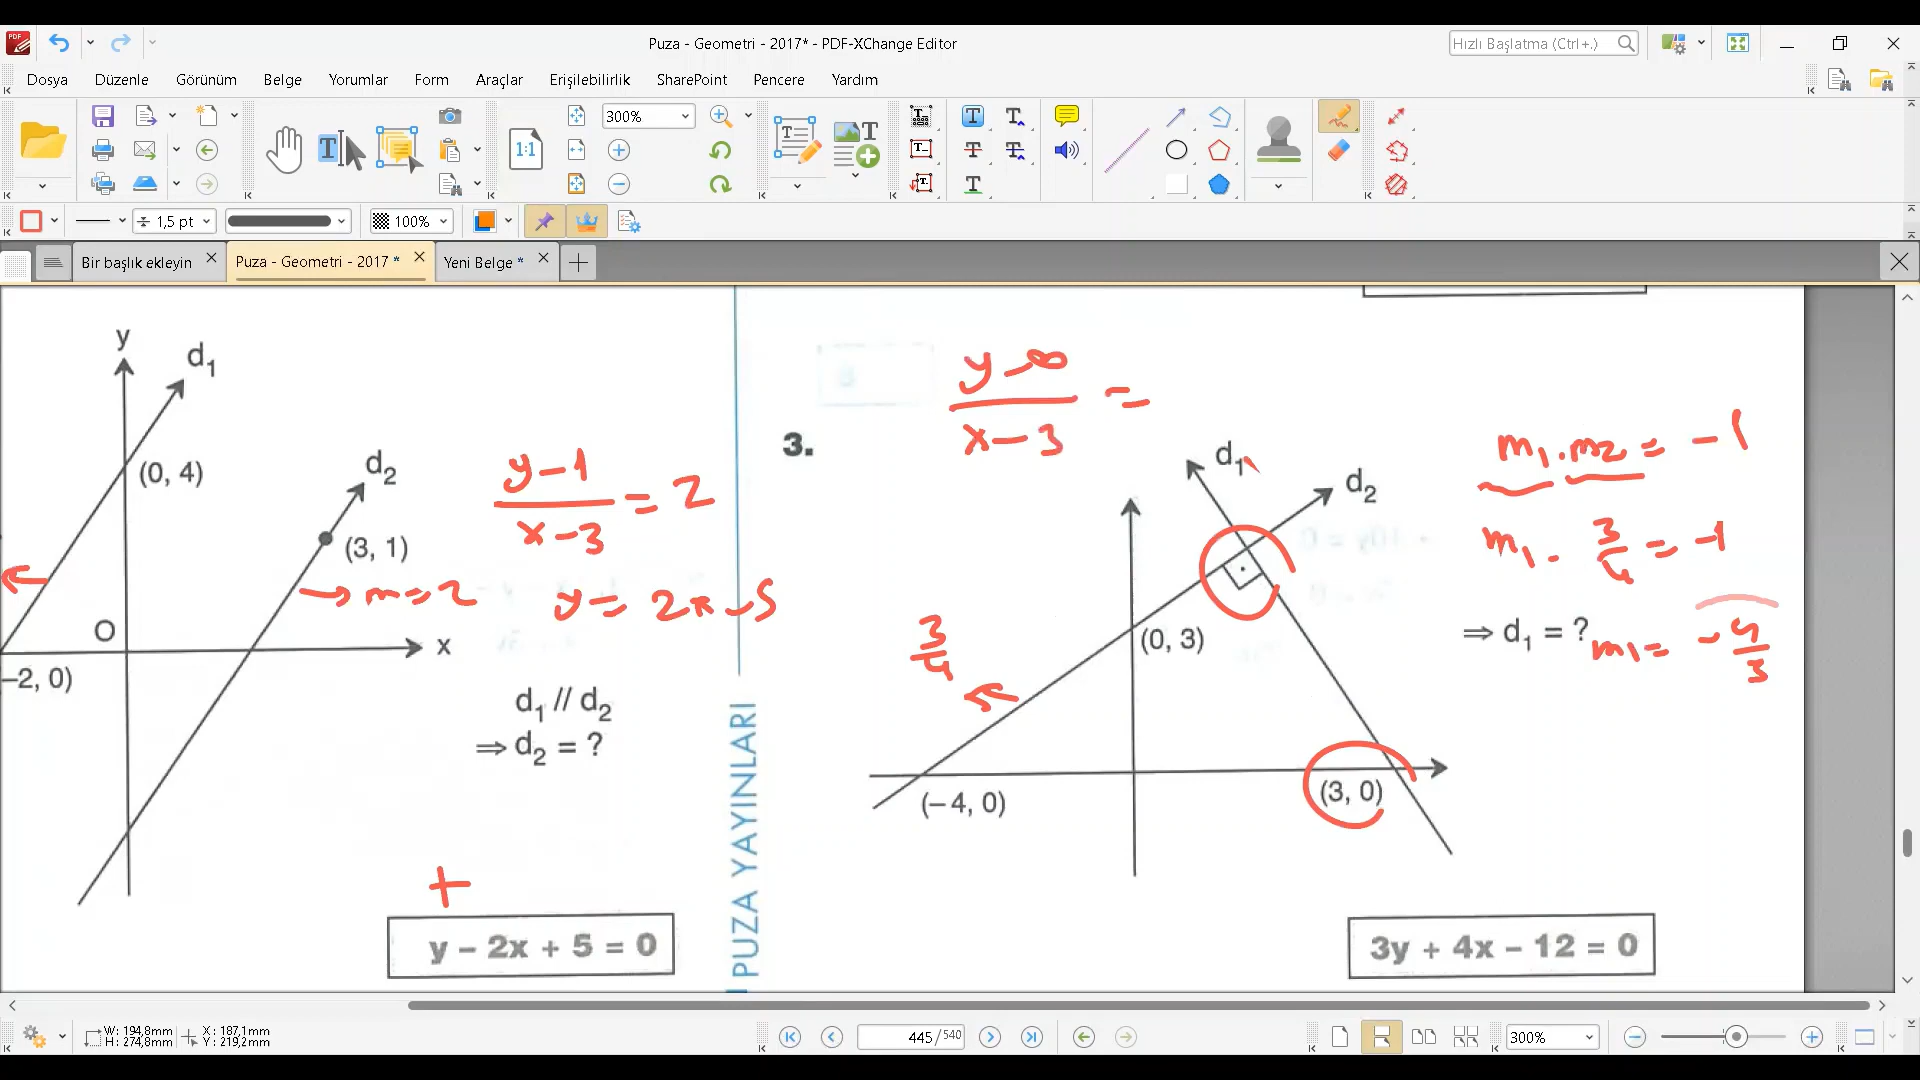 Puza - Geometri - 2017* - PDF-XChange Editor
Hızlı Başlatma (Ctrl+.)
Dosya Düzenle Görünüm Belge Yorumlar Form Araçlar Erişilebilirlik SharePoint Pencere Yardım
300%
1:1
1,5 pt
100%
Bir başlık ekleyin
Puza - Geometri - 2017 *
Yeni Belge *
y
d1
(0, 4)
d2
(3, 1)
O
x
–2, 0)
m=2
y-1
x-3
= 2
y = 2x-5
d1 // d2
⇒ d2 = ?
+
y – 2x + 5 = 0
PUZA YAYINLARI
3.
y-0
x-3
=
d1
d2
(0, 3)
3
4
(–4, 0)
(3, 0)
m1.m2 = -1
m1 . 3/4 = -1
⇒ d1 = ?
m1 = -4/3
3y + 4x – 12 = 0
W: 194,8mm
H: 274,8mm
X: 187,1mm
Y: 219,2mm
445 / 540
300%